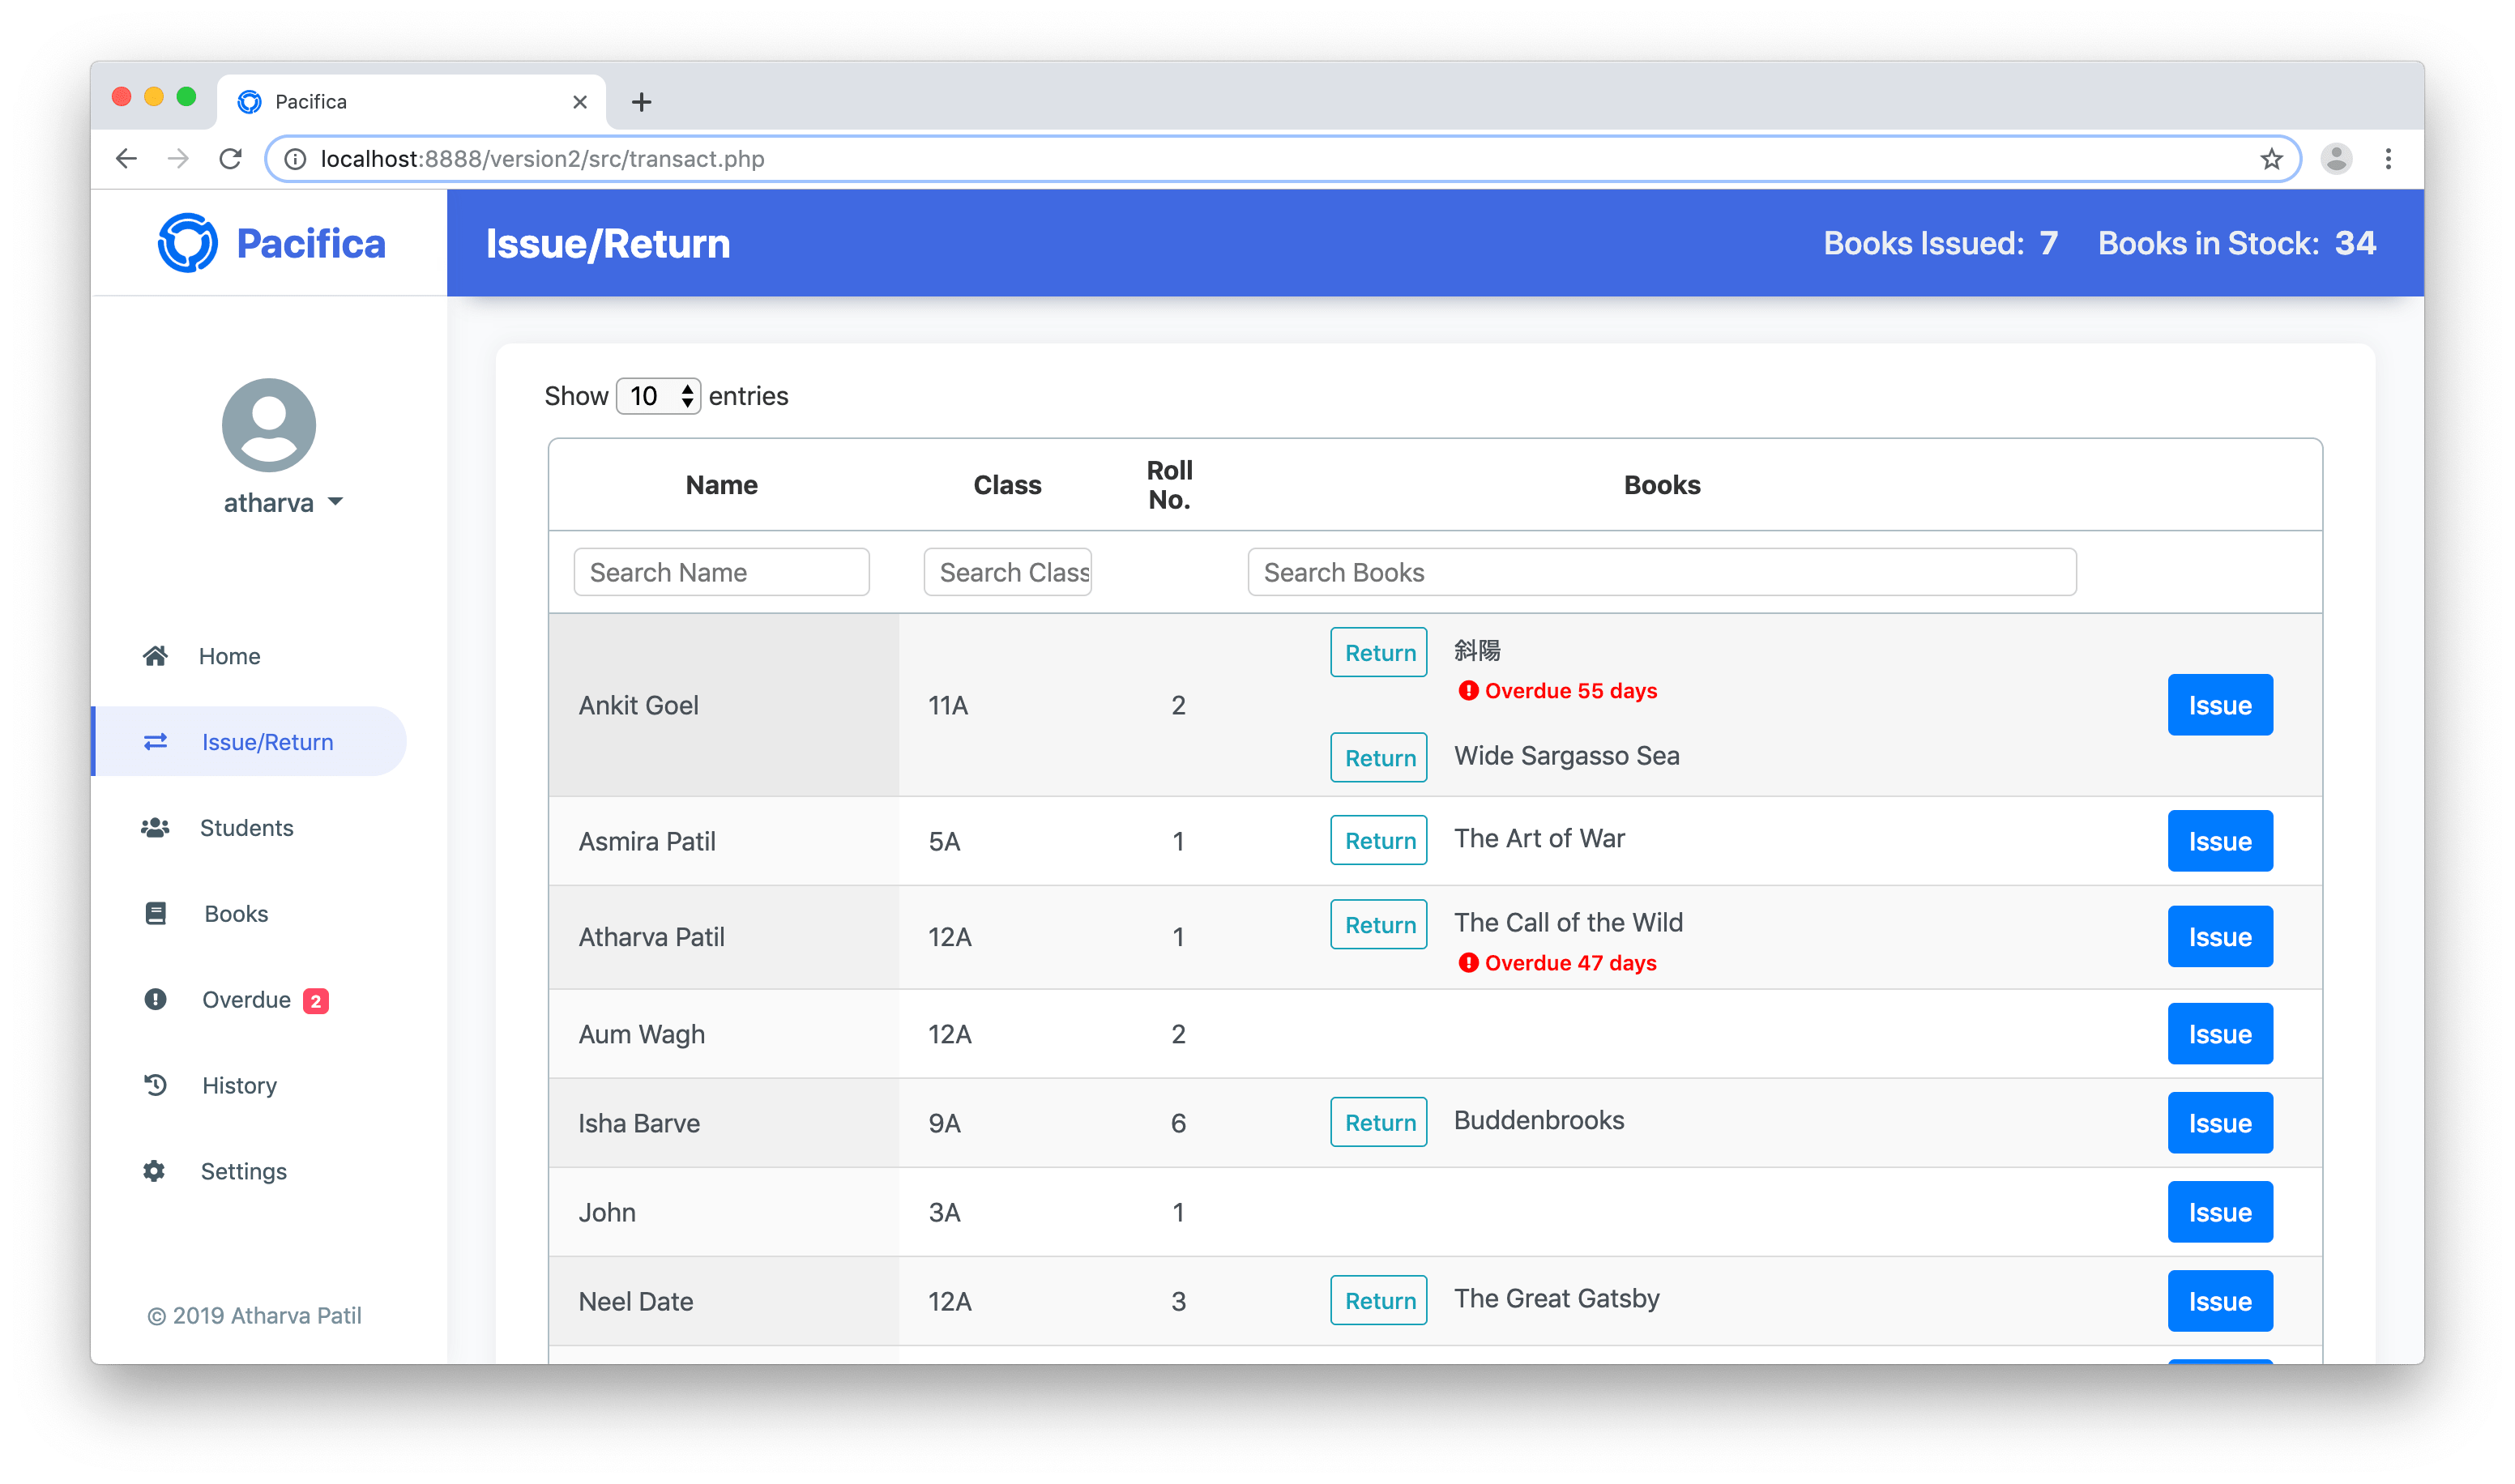 Pacifica
localhost:8888/version2/src/transact.php
Pacifica
Issue/Return
Books Issued: 7 Books in Stock: 34
atharva
Home
Issue/Return
Students
Books
Overdue 2
History
Settings
© 2019 Atharva Patil
Show 10 entries
Name Class Roll No. Books
Search Name Search Class Search Books
Ankit Goel 11A 2 Return 斜陽 Issue
Overdue 55 days
Return Wide Sargasso Sea
Asmira Patil 5A 1 Return The Art of War Issue
Atharva Patil 12A 1 Return The Call of the Wild Issue
Overdue 47 days
Aum Wagh 12A 2 Issue
Isha Barve 9A 6 Return Buddenbrooks Issue
John 3A 1 Issue
Neel Date 12A 3 Return The Great Gatsby Issue